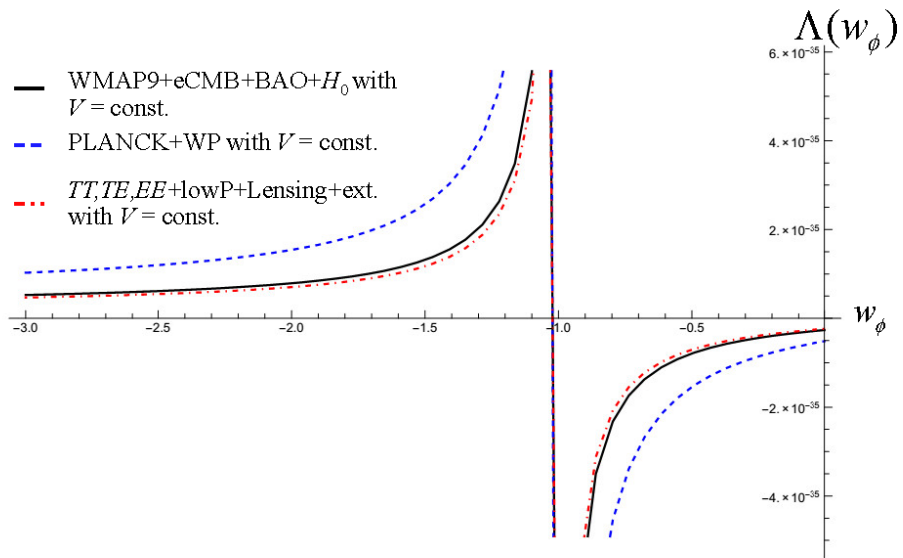 Λ(w_ϕ)
6. × 10⁻³⁵
WMAP9+eCMB+BAO+H₀ with
V = const.
PLANCK+WP with V = const.
4. × 10⁻³⁵
TT,TE,EE+lowP+Lensing+ext.
with V = const.
2. × 10⁻³⁵
-3.0 -2.5 -2.0 -1.5 -1.0 -0.5
w_ϕ
-2. × 10⁻³⁵
-4. × 10⁻³⁵